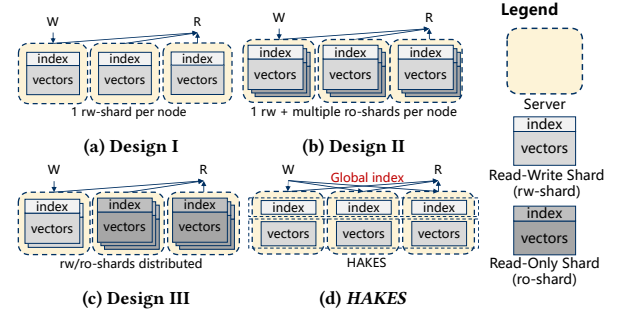 W
R
index
vectors
index
vectors
index
vectors
1 rw-shard per node
(a) Design I
W
R
index
vectors
index
vectors
index
vectors
1 rw + multiple ro-shards per node
(b) Design II
W
R
index
vectors
index
vectors
index
vectors
rw/ro-shards distributed
(c) Design III
W
R
Global index
index
index
index
vectors
vectors
vectors
HAKES
(d) HAKES
Legend
Server
index
vectors
Read-Write Shard
(rw-shard)
index
vectors
Read-Only Shard
(ro-shard)